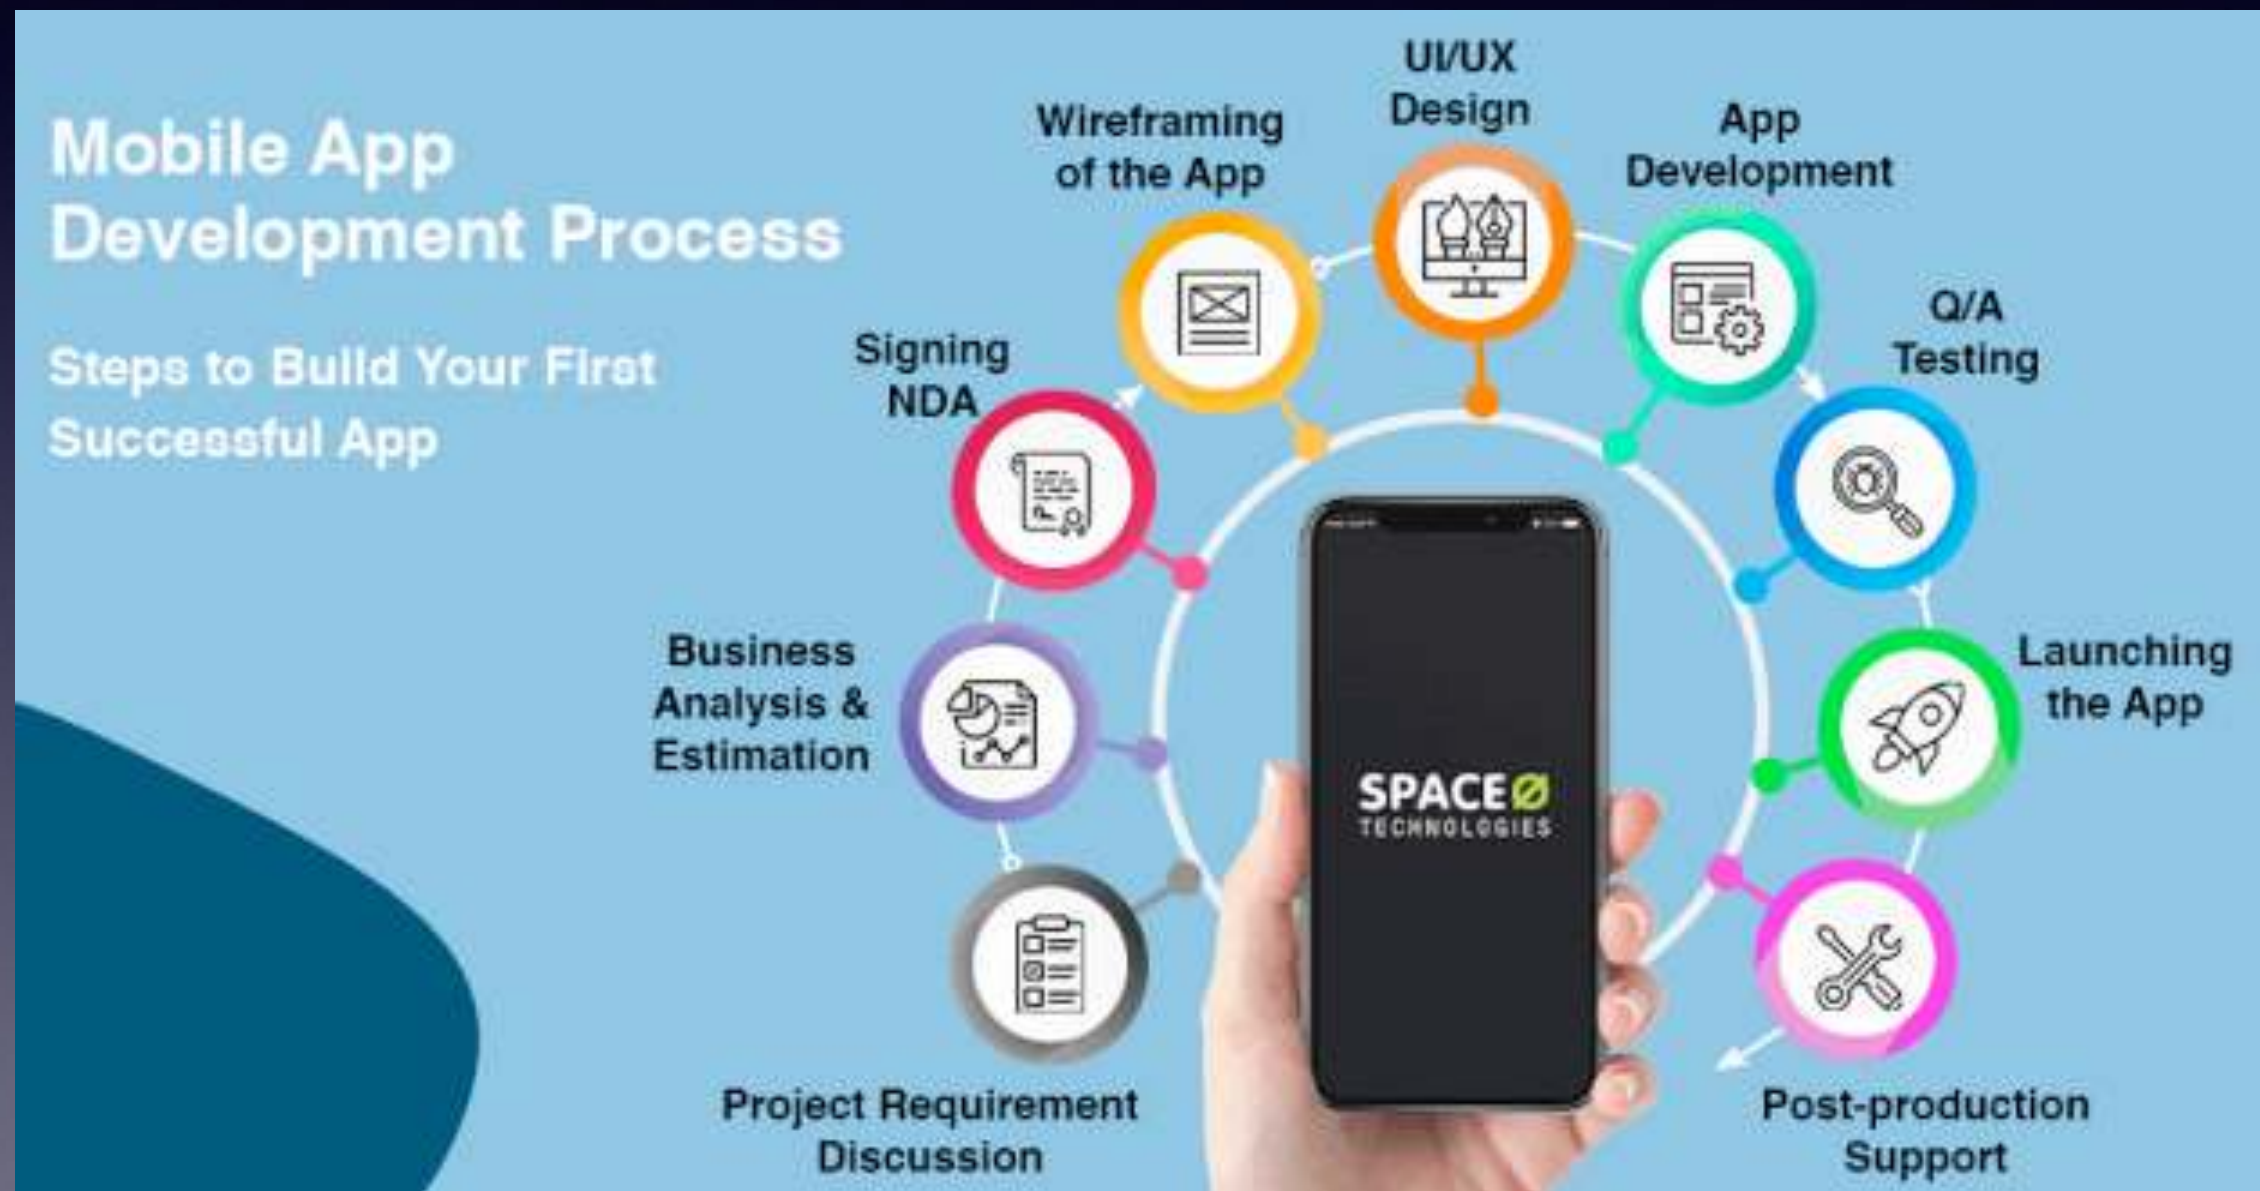 Mobile App
Development Process
Steps to Build Your First
Successful App
Project Requirement
Discussion
Business
Analysis &
Estimation
Signing
NDA
Wireframing
of the App
UI/UX
Design
App
Development
Q/A
Testing
Launching
the App
Post-production
Support
SPACEO
TECHNOLOGIES